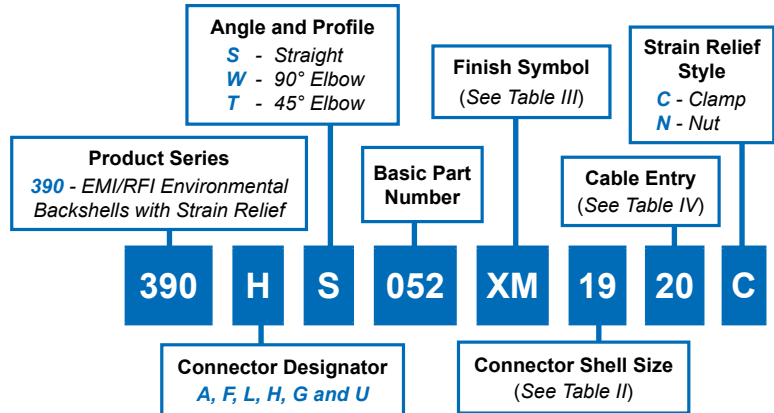 Angle and Profile
S - Straight
W - 90° Elbow
T - 45° Elbow
Finish Symbol
(See Table III)
Strain Relief
Style
C - Clamp
N - Nut
Product Series
390 - EMI/RFI Environmental
Backshells with Strain Relief
Basic Part
Number
Cable Entry
(See Table IV)
390 H S 052 XM 19 20 C
Connector Designator
A, F, L, H, G and U
Connector Shell Size
(See Table II)